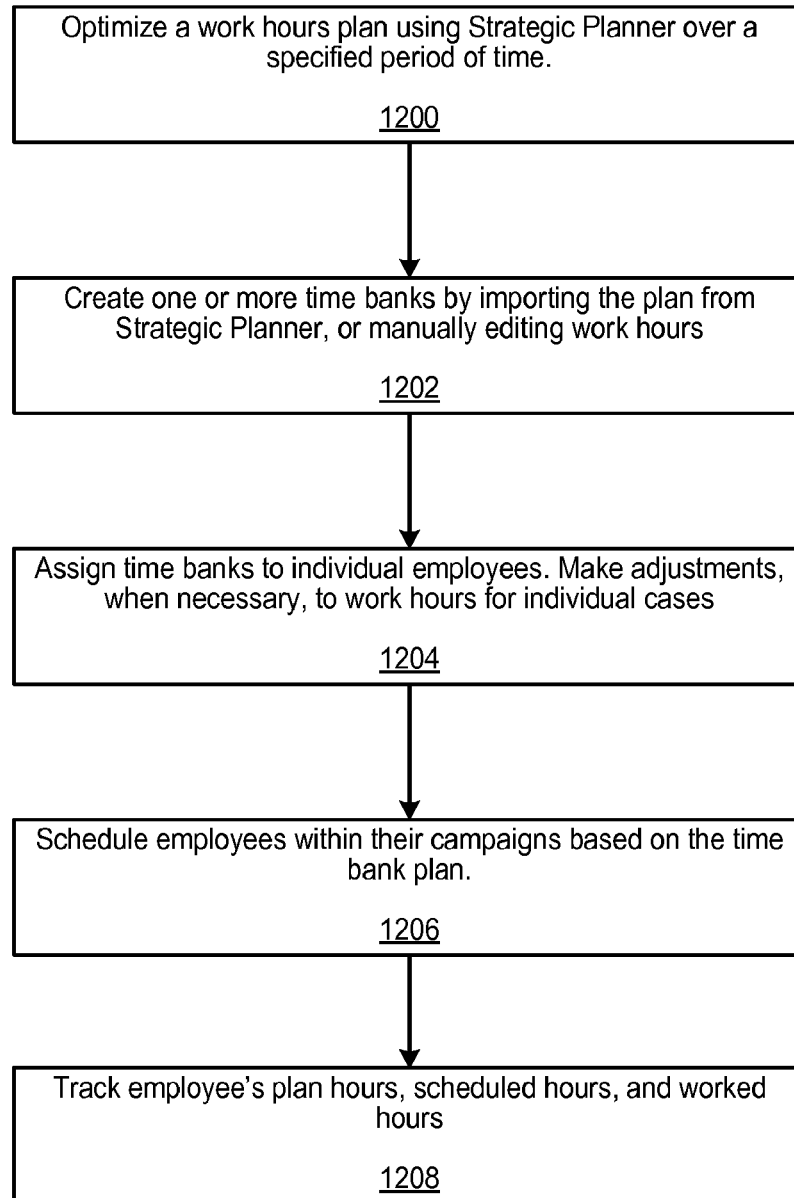 Optimize a work hours plan using Strategic Planner over a
specified period of time.
1200
Create one or more time banks by importing the plan from
Strategic Planner, or manually editing work hours
1202
Assign time banks to individual employees. Make adjustments,
when necessary, to work hours for individual cases
1204
Schedule employees within their campaigns based on the time
bank plan.
1206
Track employee’s plan hours, scheduled hours, and worked
hours
1208